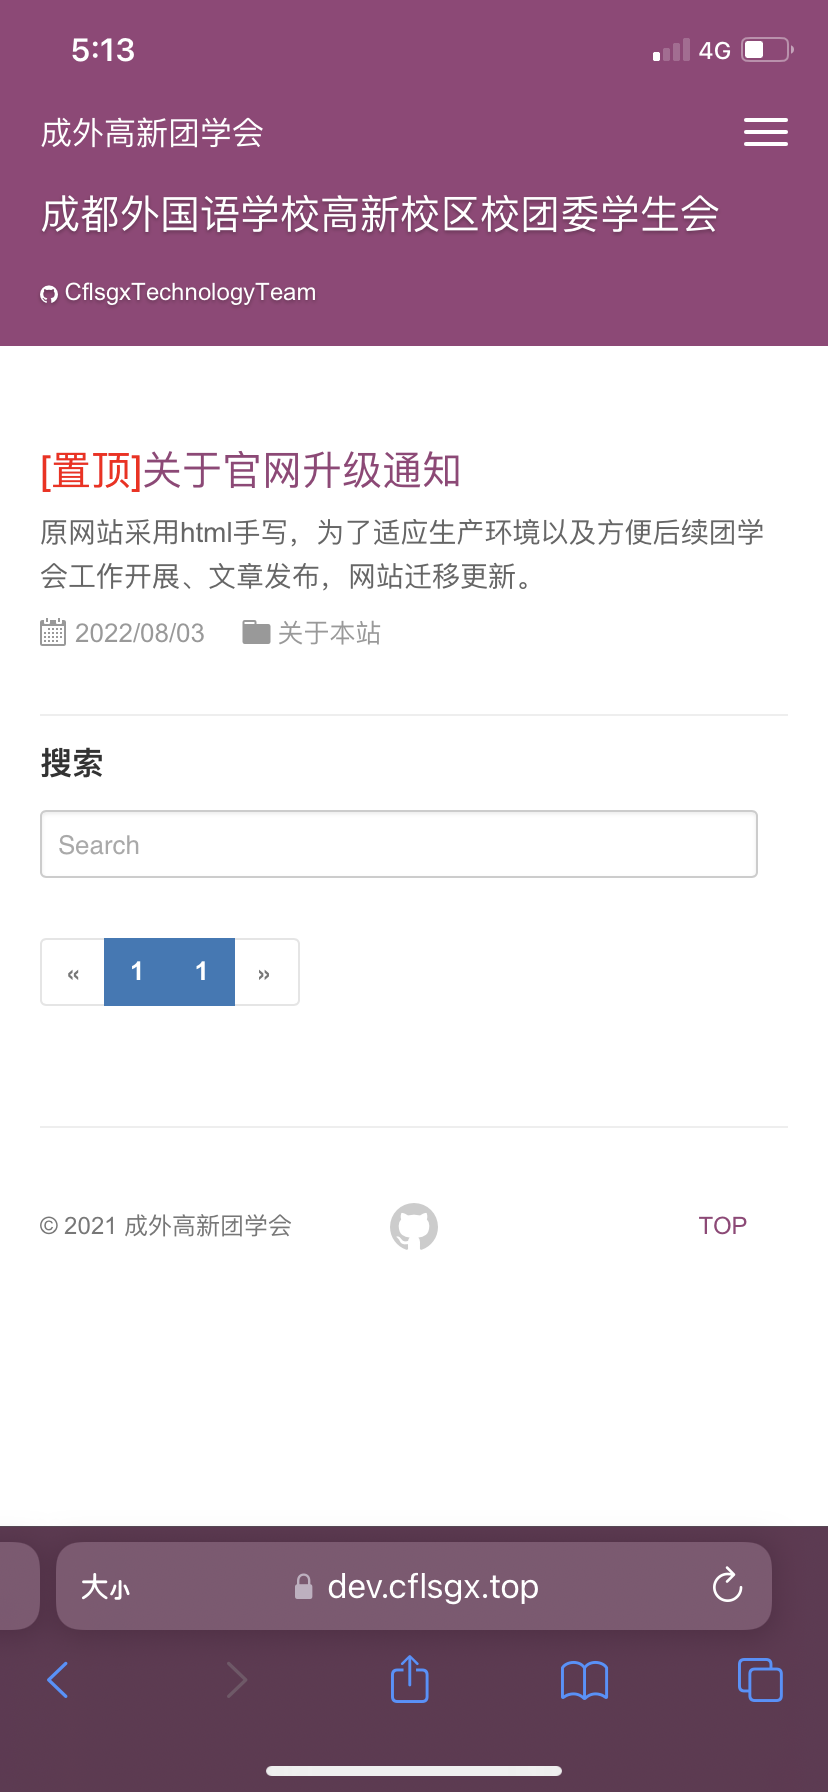 5:13
4G
成外高新团学会
成都外国语学校高新校区校团委学生会
CflsgxTechnologyTeam
[置顶]关于官网升级通知
原网站采用html手写，为了适应生产环境以及方便后续团学
会工作开展、文章发布，网站迁移更新。
2022/08/03 关于本站
搜索
Search
« 1 1 »
© 2021 成外高新团学会
TOP
大小 dev.cflsgx.top